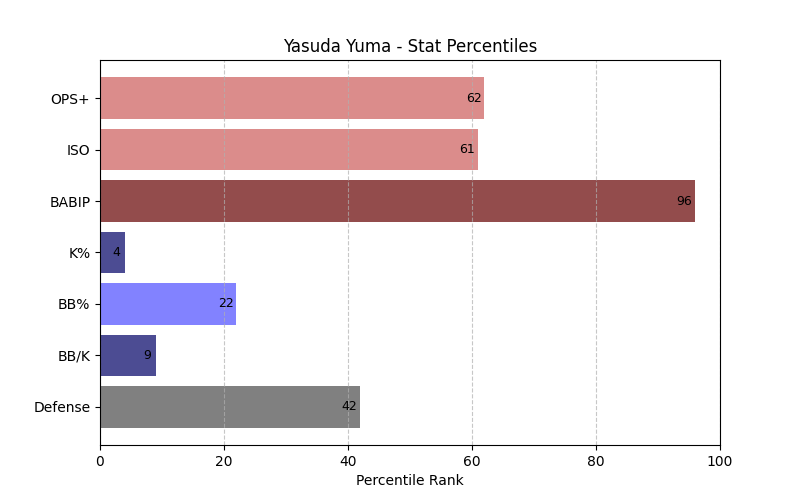 Yasuda Yuma - Stat Percentiles
OPS+
62
ISO
61
BABIP
96
K%
4
BB%
22
BB/K
9
Defense
42
0 20 40 60 80 100
Percentile Rank